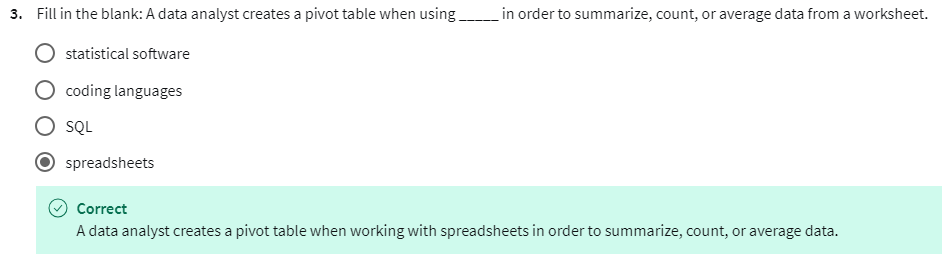 3. Fill in the blank: A data analyst creates a pivot table when using _____ in order to summarize, count, or average data from a worksheet.
statistical software
coding languages
SQL
spreadsheets
Correct
A data analyst creates a pivot table when working with spreadsheets in order to summarize, count, or average data.